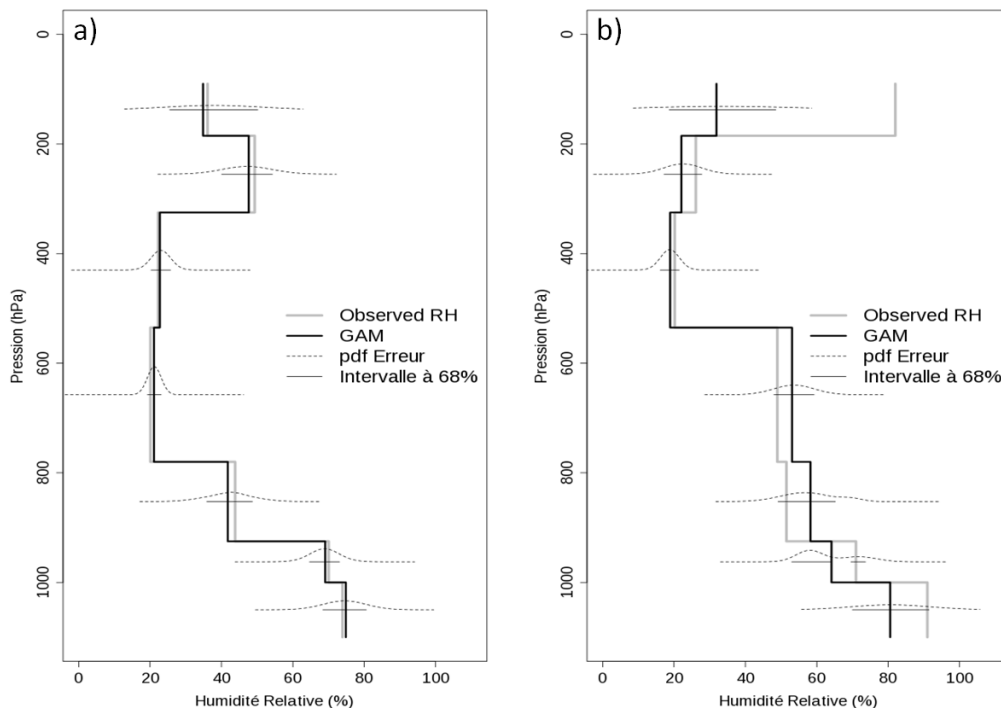 a)
0
200
400
600
800
1000
Pression (hPa)
Observed RH
GAM
pdf Erreur
Intervalle à 68%
0 20 40 60 80 100
Humidité Relative (%)
b)
0
200
400
600
800
1000
Pression (hPa)
Observed RH
GAM
pdf Erreur
Intervalle à 68%
0 20 40 60 80 100
Humidité Relative (%)